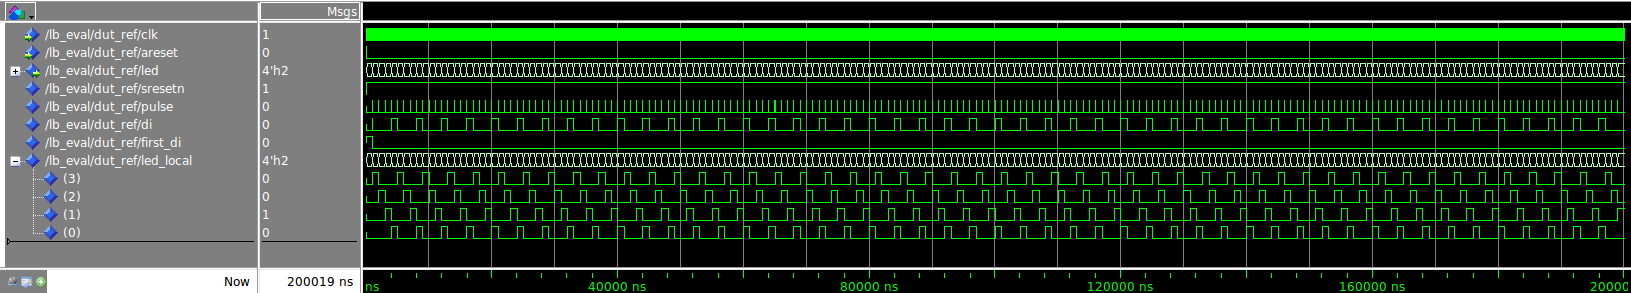 Msgs
/lb_eval/dut_ref/clk 1
/lb_eval/dut_ref/areset 0
/lb_eval/dut_ref/led 4'h2
/lb_eval/dut_ref/sresetn 1
/lb_eval/dut_ref/pulse 0
/lb_eval/dut_ref/di 0
/lb_eval/dut_ref/first_di 0
/lb_eval/dut_ref/led_local 4'h2
(3) 0
(2) 0
(1) 1
(0) 0
Now 200019 ns
ns 40000 ns 80000 ns 120000 ns 160000 ns 20000